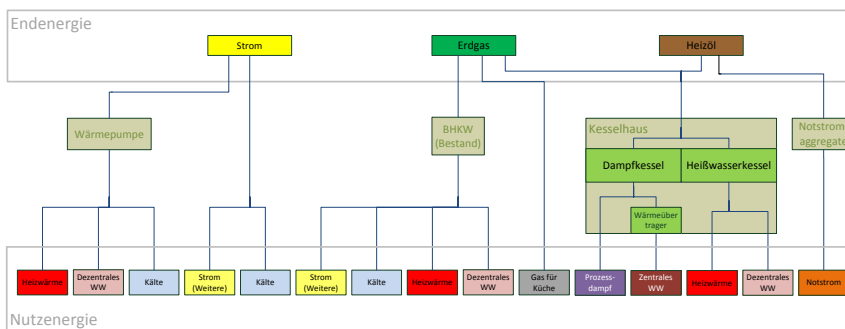 Endenergie
Strom
Erdgas
Heizöl
Wärmepumpe
BHKW
(Bestand)
Kesselhaus
Notstrom
aggregate
Dampfkessel
Heißwasserkessel
Wärmeüber
trager
Heizwärme
Dezentrales
WW
Kälte
Strom
(Weitere)
Kälte
Strom
(Weitere)
Kälte
Heizwärme
Dezentrales
WW
Gas für
Küche
Prozess-
dampf
Zentrales
WW
Heizwärme
Dezentrales
WW
Notstrom
Nutzenergie